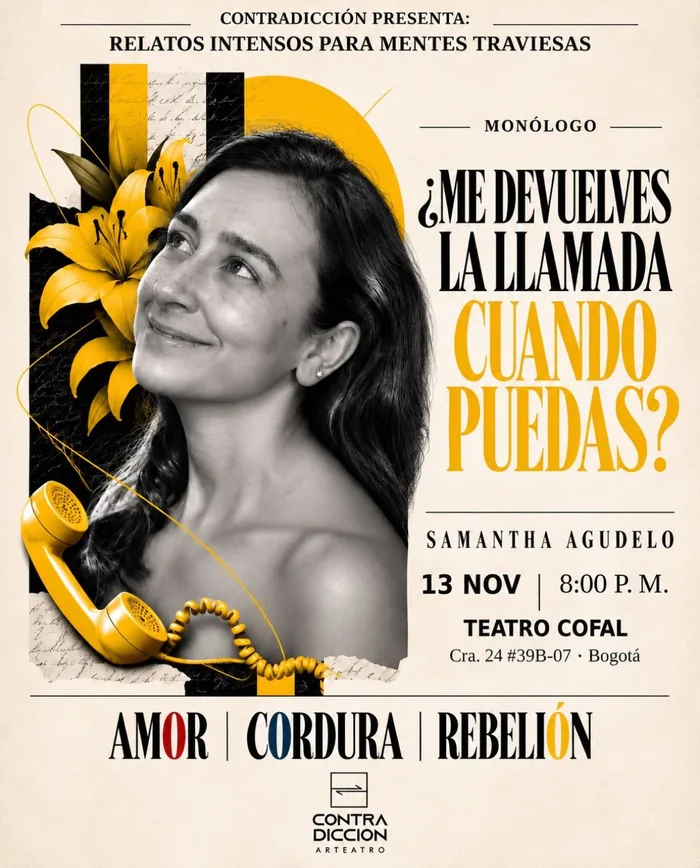 CONTRADICCIÓN PRESENTA:
RELATOS INTENSOS PARA MENTES TRAVIESAS
MONÓLOGO
¿ME DEVUELVES
LA LLAMADA
CUANDO
PUEDAS?
SAMANTHA AGUDELO
13 NOV | 8:00 P. M.
TEATRO COFAL
Cra. 24 #39B-07 · Bogotá
AMOR | CORDURA | REBELIÓN
CONTRA
DICCION
ARTEATRO